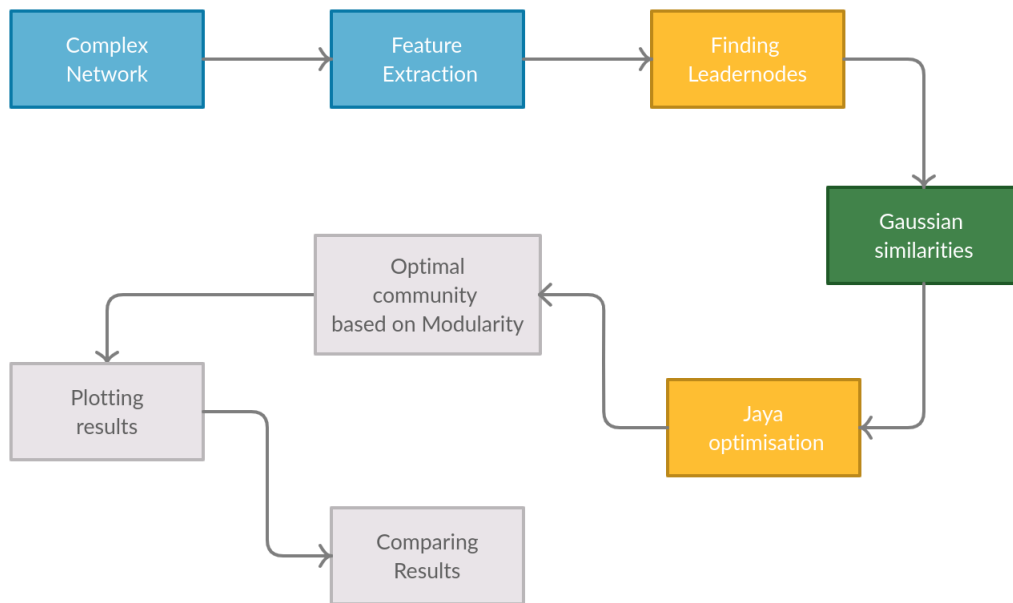 Complex
Network
Feature
Extraction
Finding
Leadernodes
Gaussian
similarities
Jaya
optimisation
Optimal
community
based on Modularity
Plotting
results
Comparing
Results